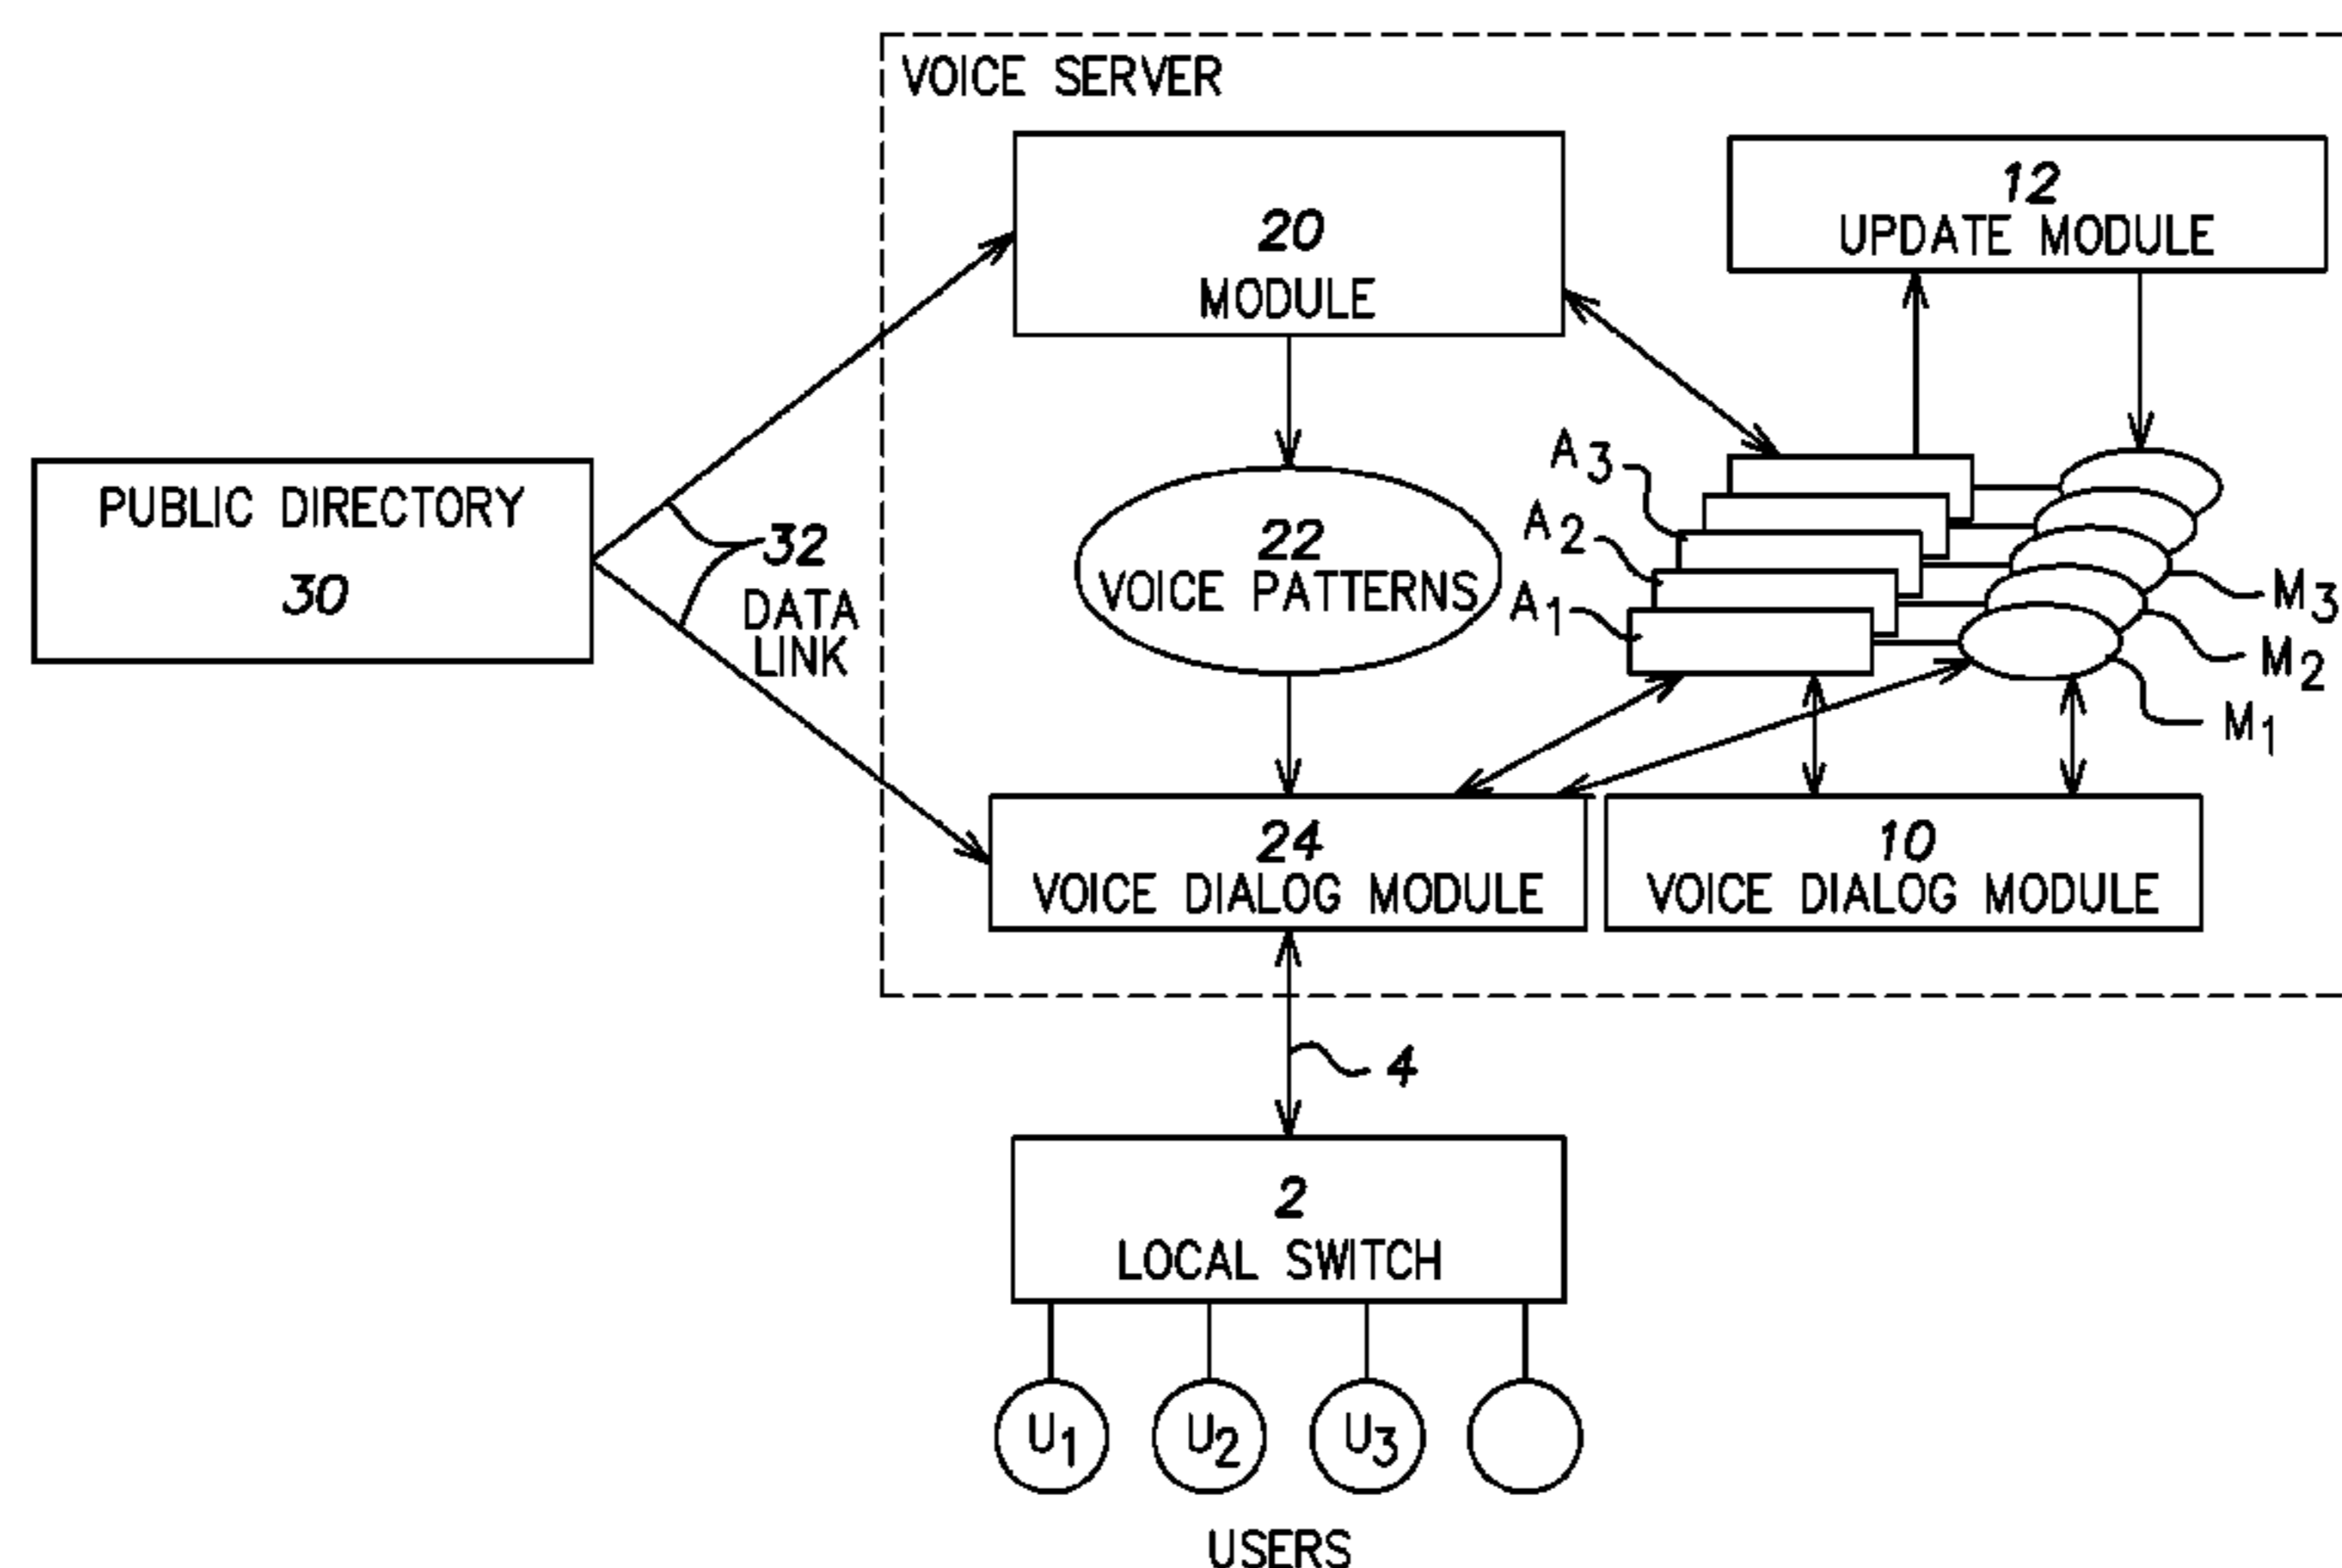 VOICE SERVER
20
MODULE
12
UPDATE MODULE
PUBLIC DIRECTORY
30
32
DATA
LINK
22
VOICE PATTERNS
A3
A2
A1
M3
M2
M1
24
VOICE DIALOG MODULE
10
VOICE DIALOG MODULE
4
2
LOCAL SWITCH
U1
U2
U3
USERS